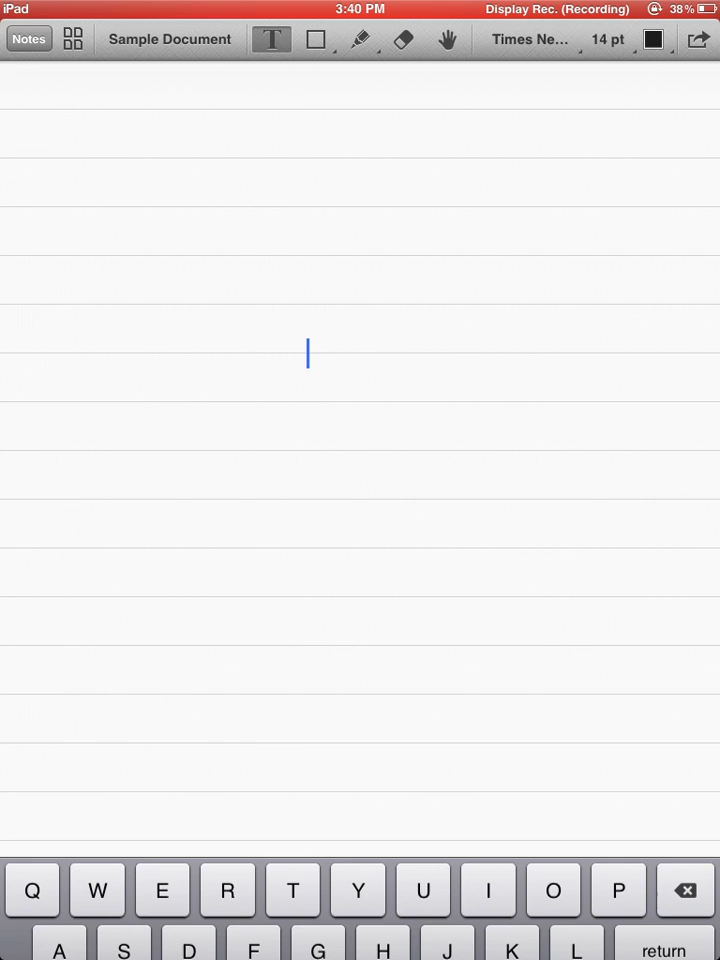 iPad 3:40 PM Display Rec. (Recording) 38%
Notes Sample Document T Times Ne... 14 pt
Q W E R T Y U I O P
A S D F G H J K L return